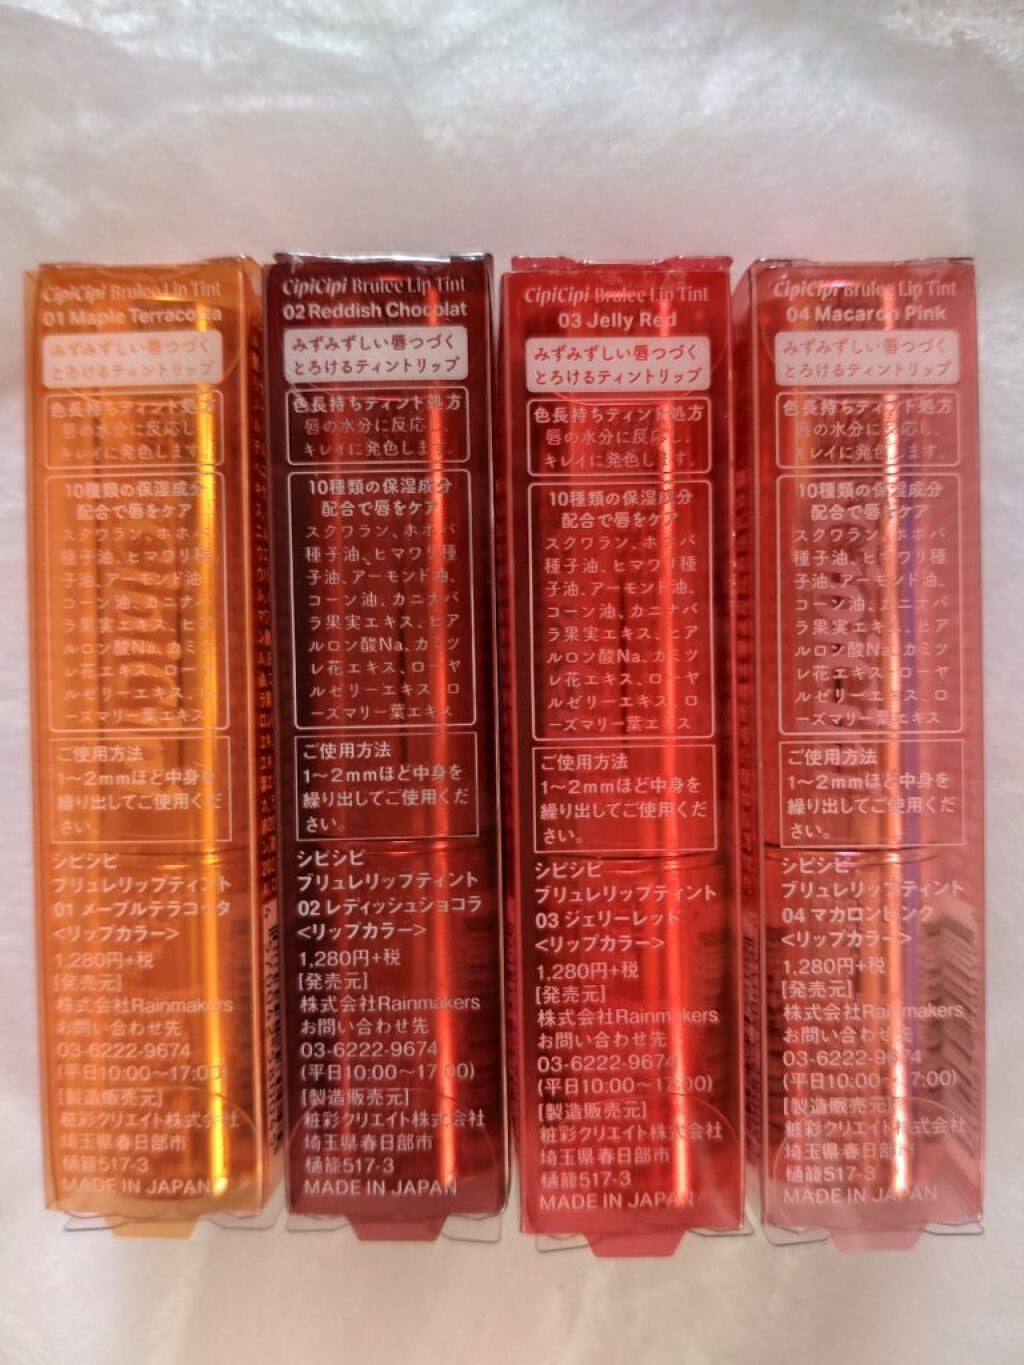 CipiCipi Brulee Lip Tint
01 Maple Terracotta
みずみずしい唇つづく
とろけるティントリップ
色長持ちティント処方
唇の水分に反応し、
キレイに発色します。
10種類の保湿成分
配合で唇をケア
スクワラン、ホホバ
種子油、ヒマワリ種
子油、アーモンド油、
コーン油、カニナバ
ラ果実エキス、ヒア
ルロン酸Na、カミツ
レ花エキス、ローヤ
ルゼリーエキス、ロ
ーズマリー葉エキス
ご使用方法
1～2mmほど中身を
繰り出してご使用くだ
さい。
シピシピ
ブリュレリップティント
01 メープルテラコッタ
<リップカラー>
1,280円+税
[発売元]
株式会社Rainmakers
お問い合わせ先
03-6222-9674
(平日10:00～17:00)
[製造販売元]
粧彩クリエイト株式会社
埼玉県春日部市
樋籠517-3
MADE IN JAPAN
CipiCipi Brulee Lip Tint
02 Reddish Chocolat
みずみずしい唇つづく
とろけるティントリップ
色長持ちティント処方
唇の水分に反応し、
キレイに発色します。
10種類の保湿成分
配合で唇をケア
スクワラン、ホホバ
種子油、ヒマワリ種
子油、アーモンド油、
コーン油、カニナバ
ラ果実エキス、ヒア
ルロン酸Na、カミツ
レ花エキス、ローヤ
ルゼリーエキス、ロ
ーズマリー葉エキス
ご使用方法
1～2mmほど中身を
繰り出してご使用くだ
さい。
シピシピ
ブリュレリップティント
02 レディッシュショコラ
<リップカラー>
1,280円+税
[発売元]
株式会社Rainmakers
お問い合わせ先
03-6222-9674
(平日10:00～17:00)
[製造販売元]
粧彩クリエイト株式会社
埼玉県春日部市
樋籠517-3
MADE IN JAPAN
CipiCipi Brulee Lip Tint
03 Jelly Red
みずみずしい唇つづく
とろけるティントリップ
色長持ちティント処方
唇の水分に反応し、
キレイに発色します。
10種類の保湿成分
配合で唇をケア
スクワラン、ホホバ
種子油、ヒマワリ種
子油、アーモンド油、
コーン油、カニナバ
ラ果実エキス、ヒア
ルロン酸Na、カミツ
レ花エキス、ローヤ
ルゼリーエキス、ロ
ーズマリー葉エキス
ご使用方法
1～2mmほど中身を
繰り出してご使用くだ
さい。
シピシピ
ブリュレリップティント
03 ジェリーレッド
<リップカラー>
1,280円+税
[発売元]
株式会社Rainmakers
お問い合わせ先
03-6222-9674
(平日10:00～17:00)
[製造販売元]
粧彩クリエイト株式会社
埼玉県春日部市
樋籠517-3
MADE IN JAPAN
CipiCipi Brulee Lip Tint
04 Macaron Pink
みずみずしい唇つづく
とろけるティントリップ
色長持ちティント処方
唇の水分に反応し、
キレイに発色します。
10種類の保湿成分
配合で唇をケア
スクワラン、ホホバ
種子油、ヒマワリ種
子油、アーモンド油、
コーン油、カニナバ
ラ果実エキス、ヒア
ルロン酸Na、カミツ
レ花エキス、ローヤ
ルゼリーエキス、ロ
ーズマリー葉エキス
ご使用方法
1～2mmほど中身を
繰り出してご使用くだ
さい。
シピシピ
ブリュレリップティント
04 マカロンピンク
<リップカラー>
1,280円+税
[発売元]
株式会社Rainmakers
お問い合わせ先
03-6222-9674
(平日10:00～17:00)
[製造販売元]
粧彩クリエイト株式会社
埼玉県春日部市
樋籠517-3
MADE IN JAPAN